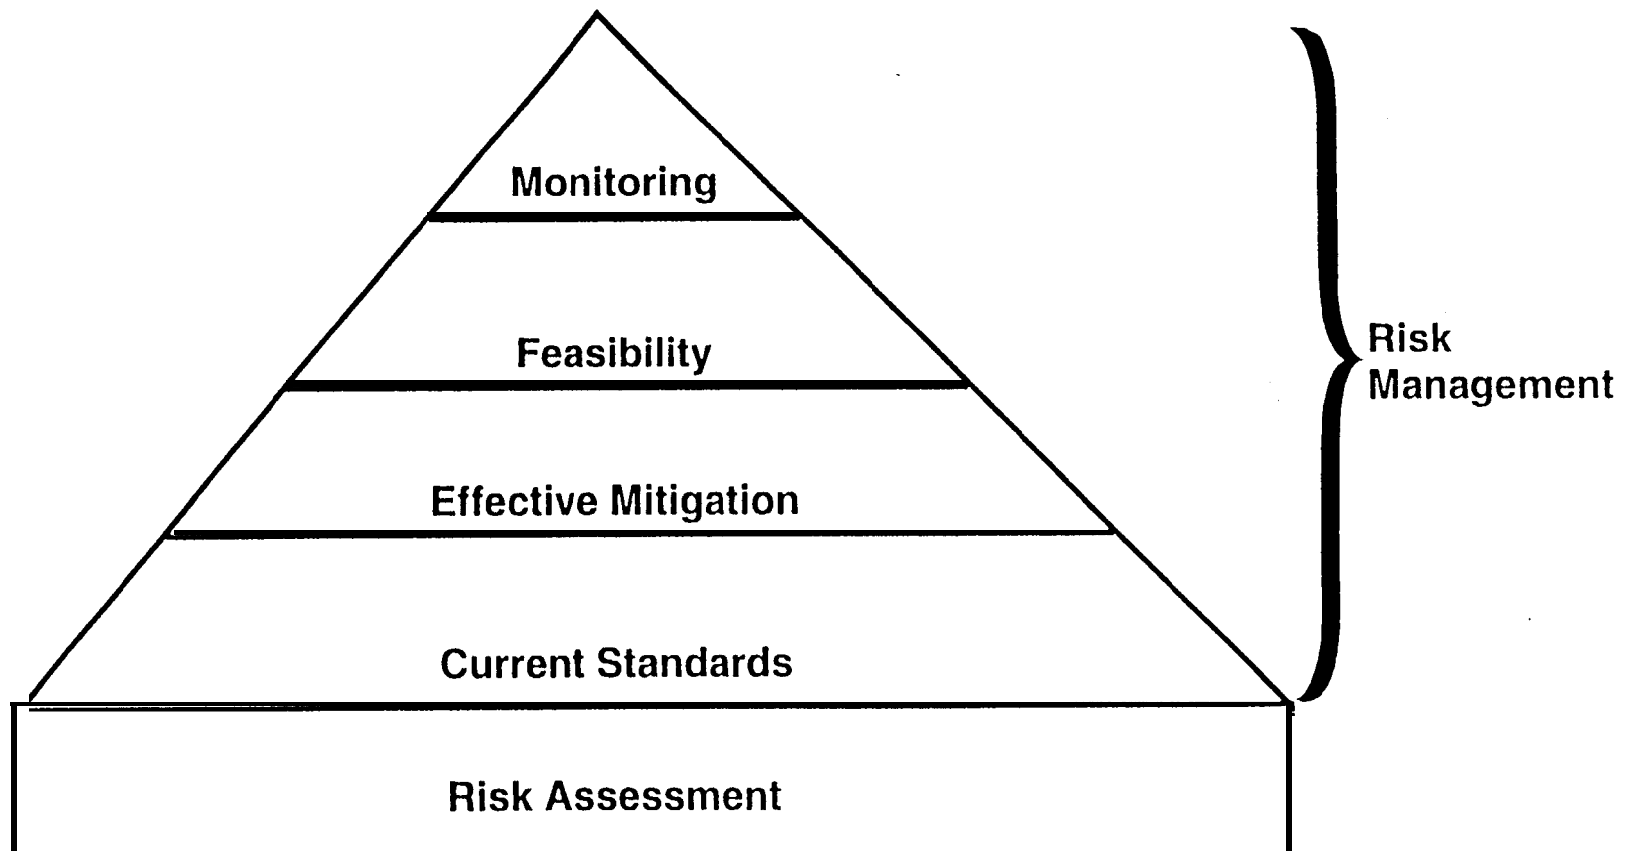 Monitoring
Feasibility
Effective Mitigation
Current Standards
Risk Assessment
Risk
Management